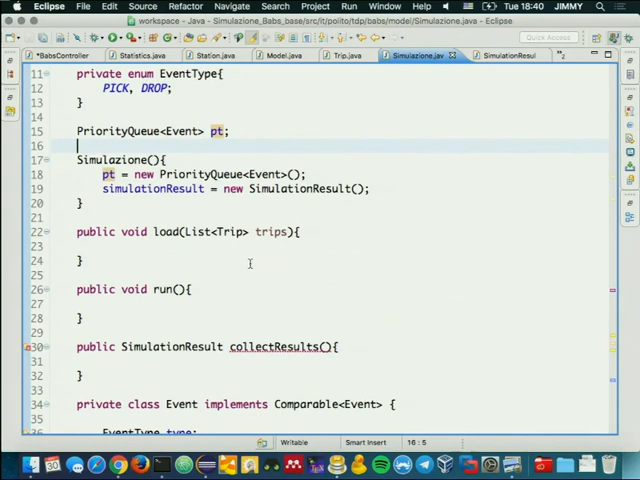 Eclipse File Edit Source Refactor Navigate Search Project Run Window Help Tue 18:40 JIMMY
workspace - Java - Simulazione_Babs_base/src/it/polito/tdp/babs/model/Simulazione.java - Eclipse
Quick Access
*BabsController Statistics.java Station.java Model.java Trip.java Simulazione.jav SimulationResul »2
11 private enum EventType{
12 PICK, DROP;
13 }
14
15 PriorityQueue<Event> pt;
16
17 Simulazione(){
18 pt = new PriorityQueue<Event>();
19 simulationResult = new SimulationResult();
20 }
21
22 public void load(List<Trip> trips){
23
24 }
25
26 public void run(){
27
28 }
29
30 public SimulationResult collectResults(){
31
32 }
33
34 private class Event implements Comparable<Event> {
35
36 EventType type;
Writable Smart Insert 16 : 5